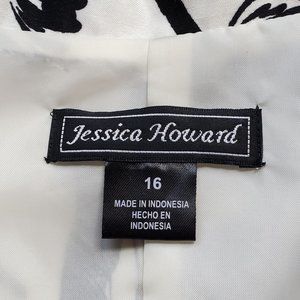 Jessica Howard
16
MADE IN INDONESIA
HECHO EN
INDONESIA